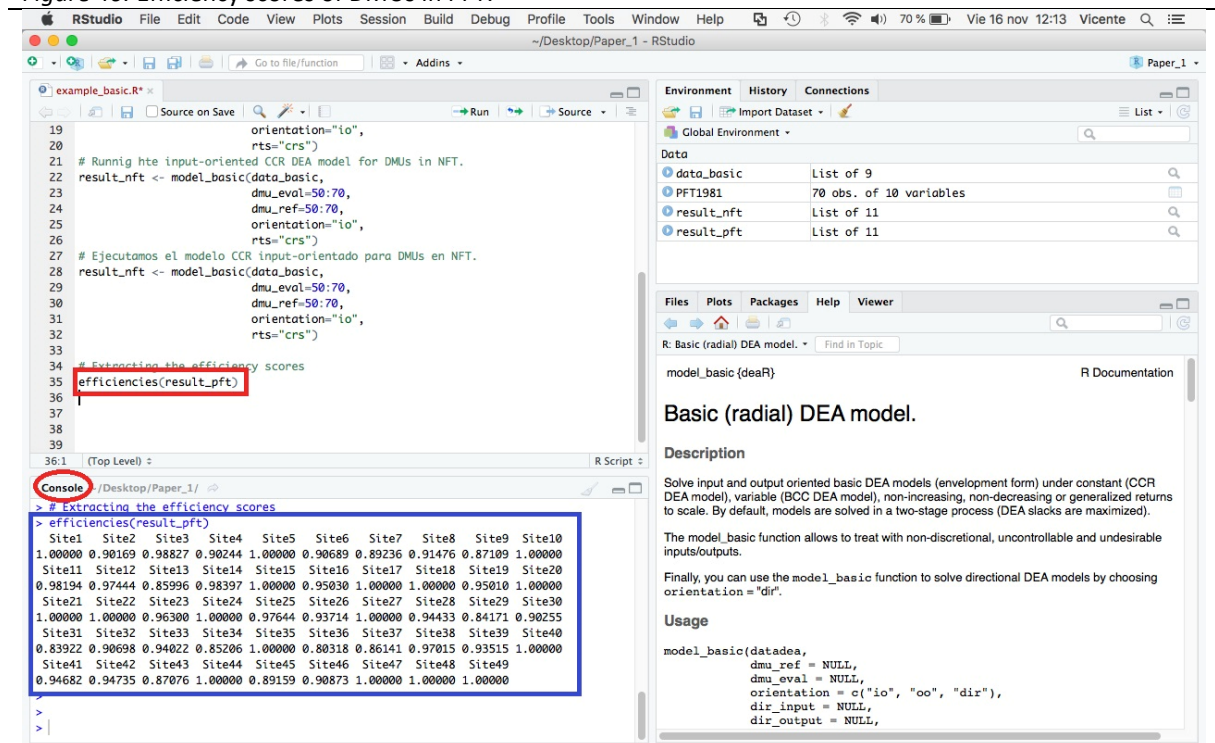 RStudio File Edit Code View Plots Session Build Debug Profile Tools Window Help 70 % Vie 16 nov 12:13 Vicente
~/Desktop/Paper_1 - RStudio
Go to file/function Addins Paper_1
example_basic.R*
Source on Save Run Source
19 orientation="io",
20 rts="crs")
21 # Runnig hte input-oriented CCR DEA model for DMUs in NFT.
22 result_nft <- model_basic(data_basic,
23 dmu_eval=50:70,
24 dmu_ref=50:70,
25 orientation="io",
26 rts="crs")
27 # Ejecutamos el modelo CCR input-orientado para DMUs en NFT.
28 result_nft <- model_basic(data_basic,
29 dmu_eval=50:70,
30 dmu_ref=50:70,
31 orientation="io",
32 rts="crs")
33
34 # Extracting the efficiency scores
35 efficiencies(result_pft)
36
37
38
39
36:1 (Top Level) R Script
Console ~/Desktop/Paper_1/
> # Extracting the efficiency scores
> efficiencies(result_pft)
Site1 Site2 Site3 Site4 Site5 Site6 Site7 Site8 Site9 Site10
1.00000 0.90169 0.98827 0.90244 1.00000 0.90689 0.89236 0.91476 0.87109 1.00000
Site11 Site12 Site13 Site14 Site15 Site16 Site17 Site18 Site19 Site20
0.98194 0.97444 0.85996 0.98397 1.00000 0.95030 1.00000 1.00000 0.95010 1.00000
Site21 Site22 Site23 Site24 Site25 Site26 Site27 Site28 Site29 Site30
1.00000 1.00000 0.96300 1.00000 0.97644 0.93714 1.00000 0.94433 0.84171 0.90255
Site31 Site32 Site33 Site34 Site35 Site36 Site37 Site38 Site39 Site40
0.83922 0.90698 0.94022 0.85206 1.00000 0.80318 0.86141 0.97015 0.93515 1.00000
Site41 Site42 Site43 Site44 Site45 Site46 Site47 Site48 Site49
0.94682 0.94735 0.87076 1.00000 0.89159 0.90873 1.00000 1.00000 1.00000
>
>
>
Environment History Connections
Import Dataset List
Global Environment
Data
data_basic List of 9
PFT1981 70 obs. of 10 variables
result_nft List of 11
result_pft List of 11
Files Plots Packages Help Viewer
R: Basic (radial) DEA model. Find in Topic
model_basic {deaR} R Documentation
Basic (radial) DEA model.
Description
Solve input and output oriented basic DEA models (envelopment form) under constant (CCR
DEA model), variable (BCC DEA model), non-increasing, non-decreasing or generalized returns
to scale. By default, models are solved in a two-stage process (DEA slacks are maximized).
The model_basic function allows to treat with non-discretional, uncontrollable and undesirable
inputs/outputs.
Finally, you can use the model_basic function to solve directional DEA models by choosing
orientation = "dir".
Usage
model_basic(datadea,
dmu_ref = NULL,
dmu_eval = NULL,
orientation = c("io", "oo", "dir"),
dir_input = NULL,
dir_output = NULL,